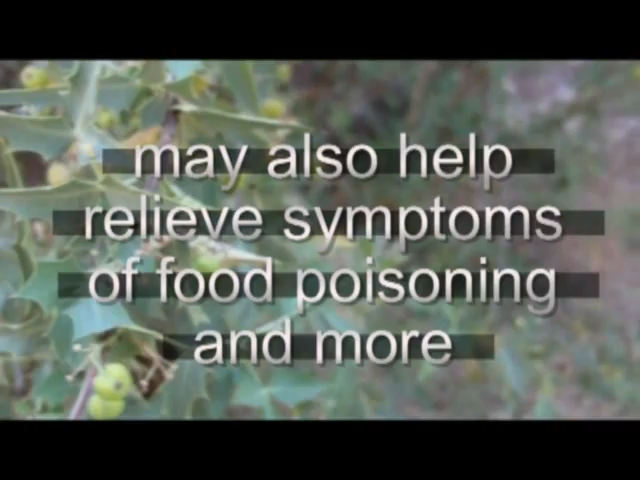 may also help
relieve symptoms
of food poisoning
and more